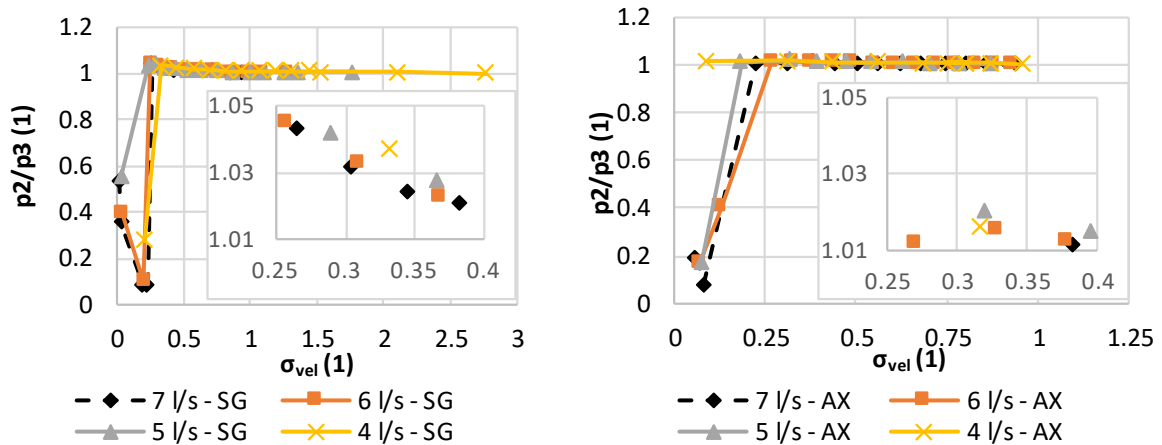 1.2
1
0.8
0.6
0.4
0.2
0
p2/p3 (1)
1.05
1.03
1.01
0.25 0.3 0.35 0.4
0 0.5 1 1.5 2 2.5 3
σvel (1)
7 l/s - SG 6 l/s - SG
5 l/s - SG 4 l/s - SG
1.2
1
0.8
0.6
0.4
0.2
0
p2/p3 (1)
1.05
1.03
1.01
0.25 0.3 0.35 0.4
0 0.25 0.5 0.75 1 1.25
σvel (1)
7 l/s - AX 6 l/s - AX
5 l/s - AX 4 l/s - AX